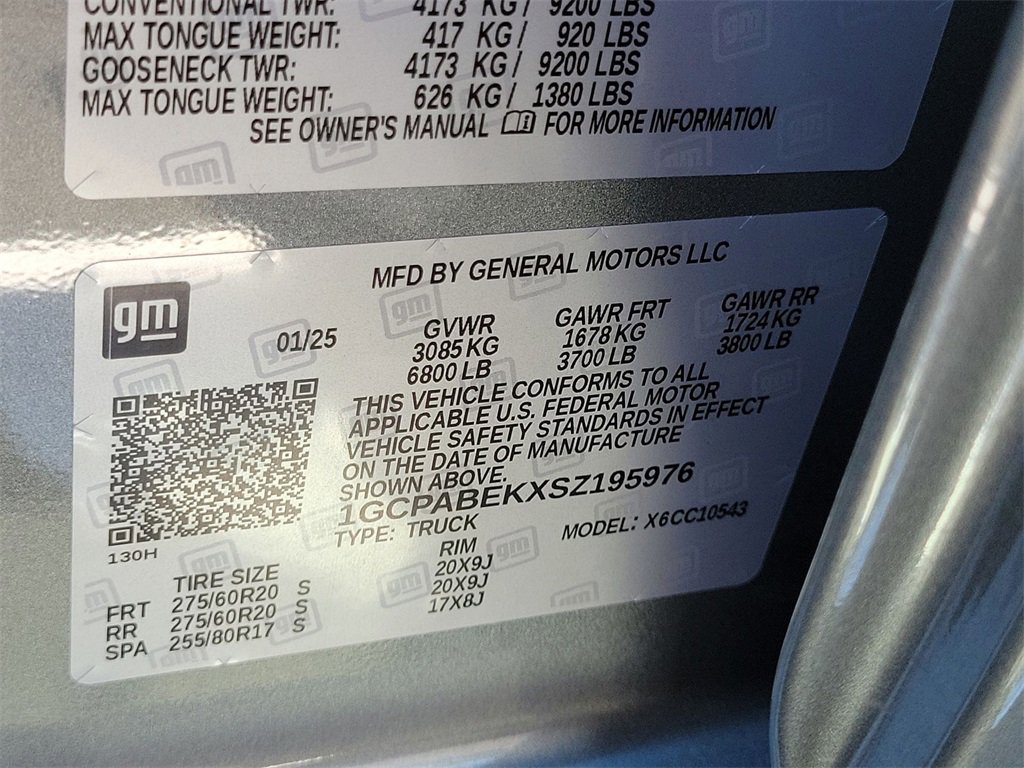 CONVENTIONAL TWR: 4173 KG/ 9200 LBS
MAX TONGUE WEIGHT: 417 KG/ 920 LBS
GOOSENECK TWR: 4173 KG/ 9200 LBS
MAX TONGUE WEIGHT: 626 KG/ 1380 LBS
SEE OWNER'S MANUAL FOR MORE INFORMATION
MFD BY GENERAL MOTORS LLC
gm
01/25
GVWR GAWR FRT GAWR RR
3085 KG 1678 KG 1724 KG
6800 LB 3700 LB 3800 LB
THIS VEHICLE CONFORMS TO ALL
APPLICABLE U.S. FEDERAL MOTOR
VEHICLE SAFETY STANDARDS IN EFFECT
ON THE DATE OF MANUFACTURE
SHOWN ABOVE.
1GCPABEKXSZ195976
TYPE: TRUCK MODEL: X6CC10543
130H
TIRE SIZE RIM
FRT 275/60R20 S 20X9J
RR 275/60R20 S 20X9J
SPA 255/80R17 S 17X8J